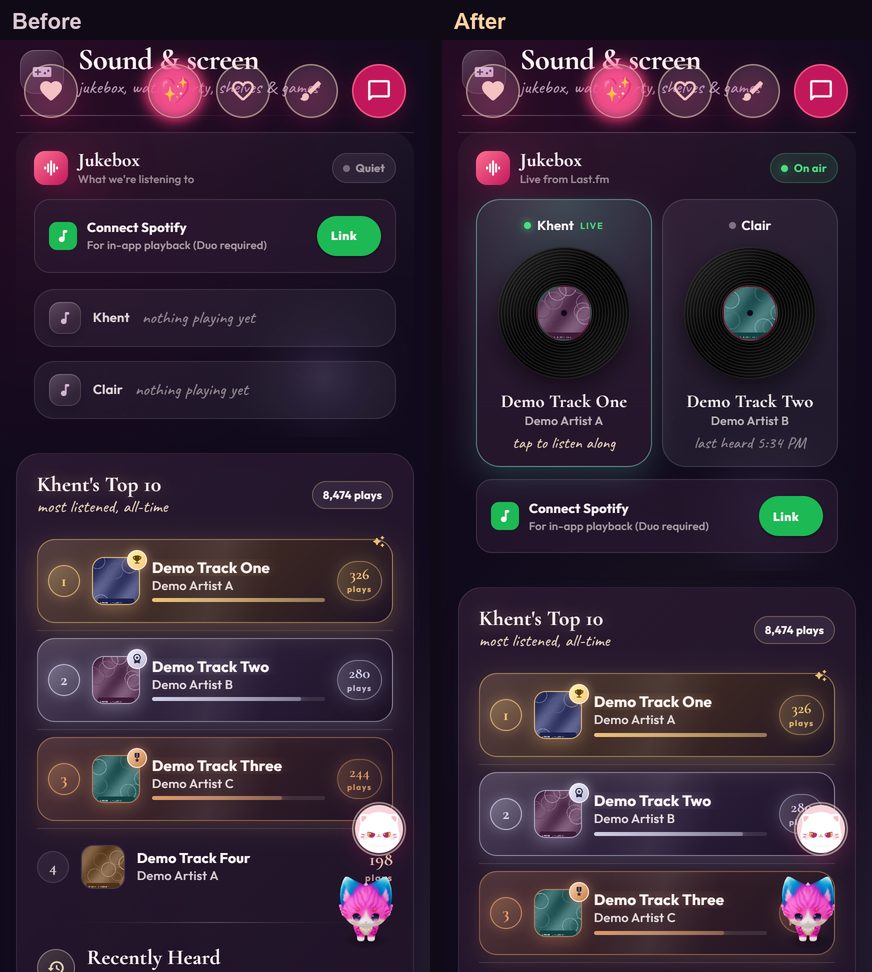 Before
Sound & screen
jukebox,
shelves & games
Jukebox
What we're listening to
Quiet
Connect Spotify
For in-app playback (Duo required)
Link
Khent
nothing playing yet
Clair
nothing playing yet
Khent's Top 10
most listened, all-time
8,474 plays
1
Demo Track One
Demo Artist A
326
plays
2
Demo Track Two
Demo Artist B
280
plays
3
Demo Track Three
Demo Artist C
244
plays
4
Demo Track Four
Demo Artist A
198
Recently Heard
After
Sound & screen
jukebox,
shelves & games
Jukebox
Live from Last.fm
On air
Khent LIVE
Demo Track One
Demo Artist A
tap to listen along
Clair
Demo Track Two
Demo Artist B
last heard 5:34 PM
Connect Spotify
For in-app playback (Duo required)
Link
Khent's Top 10
most listened, all-time
8,474 plays
1
Demo Track One
Demo Artist A
326
plays
2
Demo Track Two
Demo Artist B
3
Demo Track Three
Demo Artist C